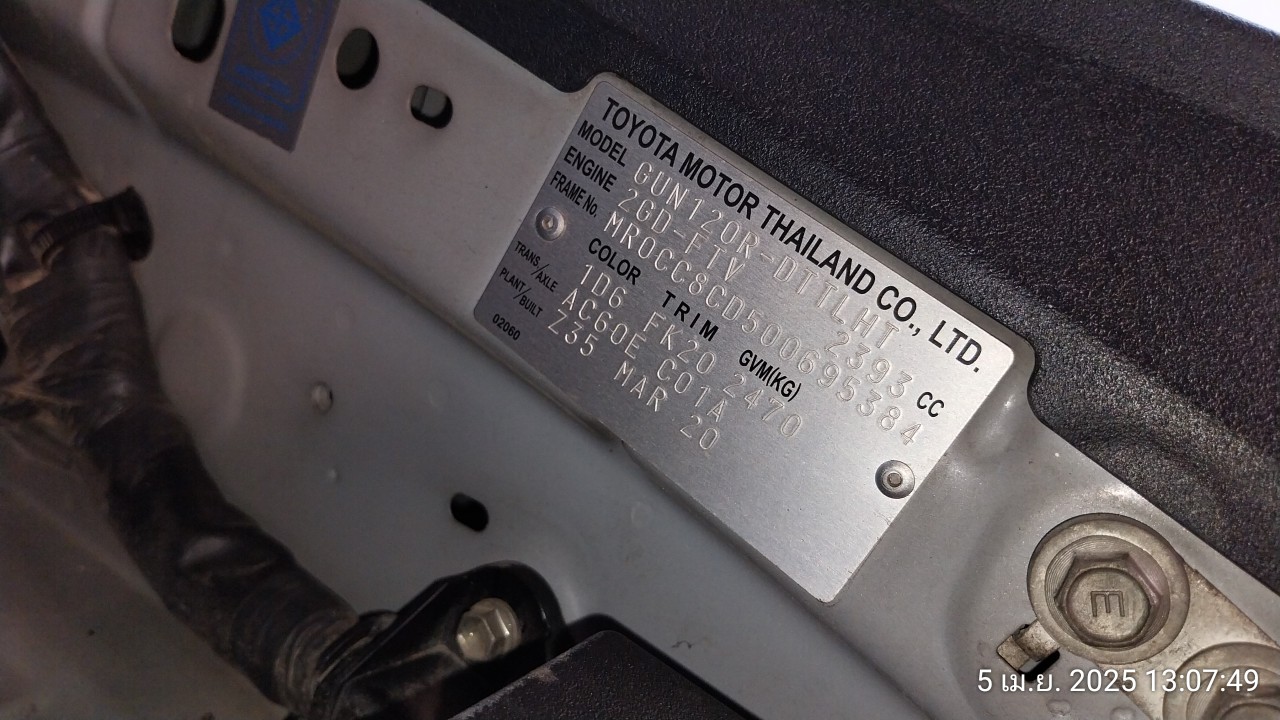 TOYOTA MOTOR THAILAND CO., LTD.
MODEL GUN120R-DTTLHT
ENGINE 2GD-FTV 2393 CC
FRAME No. MR0CC8CD500695384
COLOR TRIM GVM(KG)
1D6 FK20 2470
TRANS/AXLE AC60E C01A
PLANT/BUILT Z35 MAR 20
02060
E
5 เม.ย. 2025 13:07:49